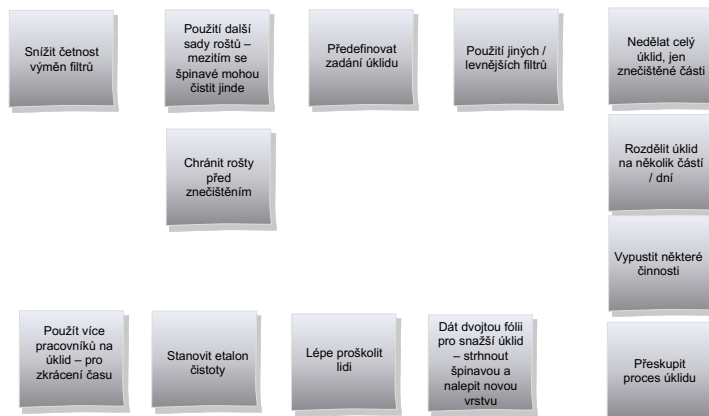 Snížit četnost
výměn filtrů
Použití další
sady roštů –
mezitím se
špinavé mohou
čistit jinde
Předefinovat
zadání úklidu
Použití jiných /
levnějších filtrů
Nedělat celý
úklid, jen
znečištěné části
Chránit rošty
před
znečištěním
Rozdělit úklid
na několik částí
/ dní
Vypustit některé
činnosti
Použít více
pracovníků na
úklid – pro
zkrácení času
Stanovit etalon
čistoty
Lépe proškolit
lidi
Dát dvojtou fólii
pro snažší úklid
– strhnout
špinavou a
nalepit novou
vrstvu
Přeskupit
proces úklidu